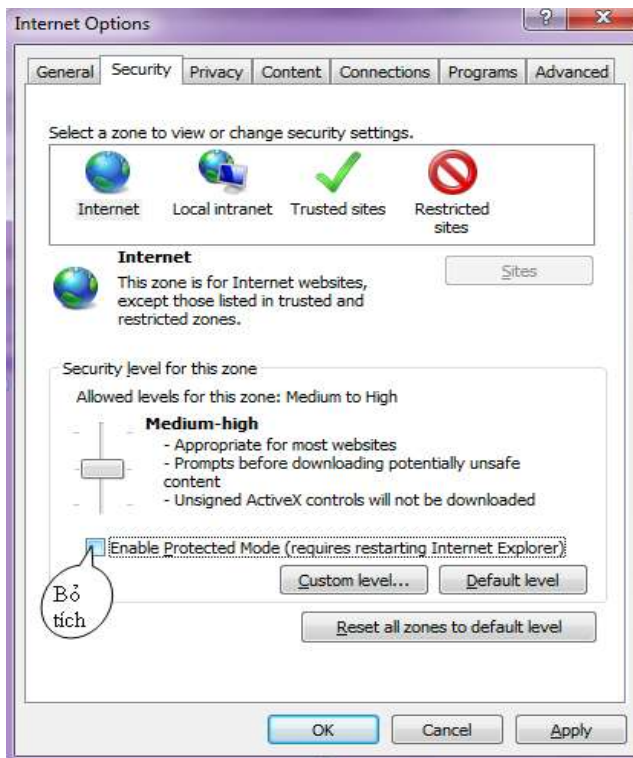 Internet Options
General Security Privacy Content Connections Programs Advanced
Select a zone to view or change security settings.
Internet Local intranet Trusted sites Restricted sites
Internet
This zone is for Internet websites,
except those listed in trusted and
restricted zones.
Sites
Security level for this zone
Allowed levels for this zone: Medium to High
Medium-high
- Appropriate for most websites
- Prompts before downloading potentially unsafe
content
- Unsigned ActiveX controls will not be downloaded
Enable Protected Mode (requires restarting Internet Explorer)
Bỏ
tích
Custom level... Default level
Reset all zones to default level
OK Cancel Apply